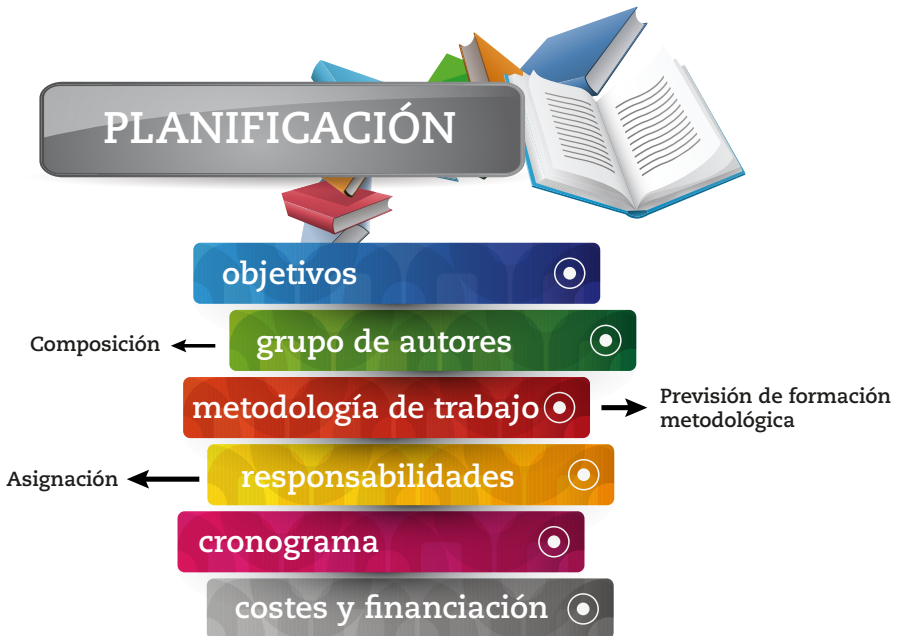 PLANIFICACIÓN
objetivos
Composición
grupo de autores
metodología de trabajo
Previsión de formación
metodológica
Asignación
responsabilidades
cronograma
costes y financiación